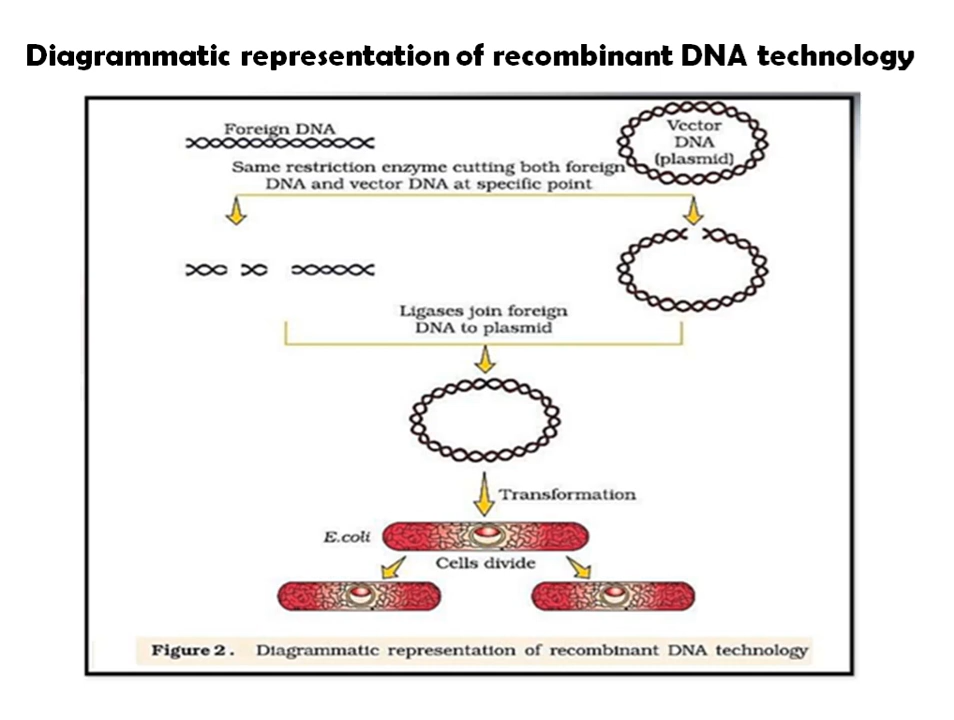 Diagrammatic representation of recombinant DNA technology
Foreign DNA
Vector
DNA
(plasmid)
Same restriction enzyme cutting both foreign
DNA and vector DNA at specific point
Ligases join foreign
DNA to plasmid
Transformation
E.coli
Cells divide
Figure 2. Diagrammatic representation of recombinant DNA technology